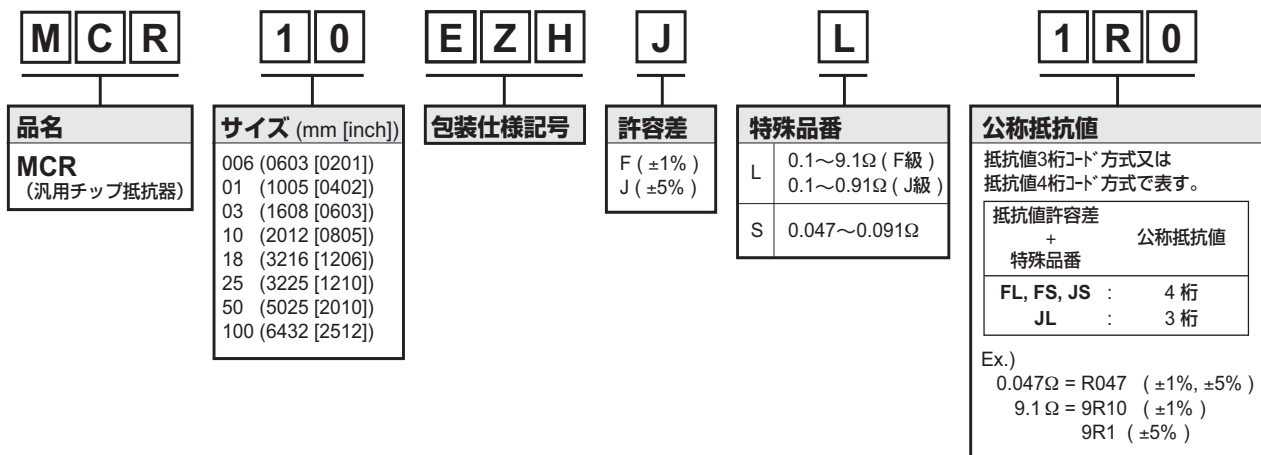 MCR 10 EZH J L 1R0
品名
MCR
（汎用チップ抵抗器）
サイズ (mm [inch])
006 (0603 [0201])
01 (1005 [0402])
03 (1608 [0603])
10 (2012 [0805])
18 (3216 [1206])
25 (3225 [1210])
50 (5025 [2010])
100 (6432 [2512])
包装仕様記号
許容差
F ( ±1% )
J ( ±5% )
特殊品番
L 0.1〜9.1Ω ( F級 )
0.1〜0.91Ω ( J級 )
S 0.047〜0.091Ω
公称抵抗値
抵抗値3桁ｺｰﾄﾞ方式又は
抵抗値4桁ｺｰﾄﾞ方式で表す。
抵抗値許容差
+
特殊品番
公称抵抗値
FL, FS, JS : 4 桁
JL : 3 桁
Ex.)
0.047Ω = R047 ( ±1%, ±5% )
9.1 Ω = 9R10 ( ±1% )
9R1 ( ±5% )